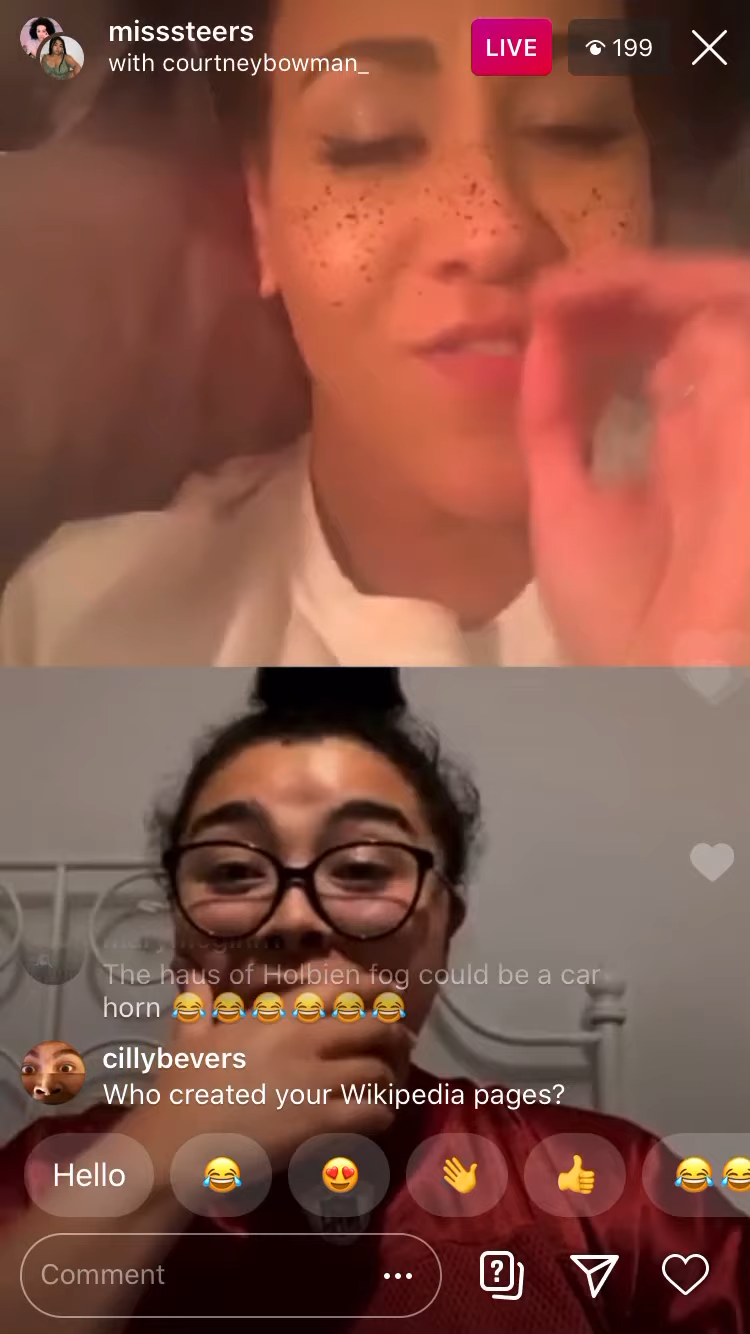 misssteers
with courtneybowman_
LIVE
199
The haus of Holbien fog could be a car
horn 😂😂😂😂😂😂
cillybevers
Who created your Wikipedia pages?
Hello
Comment